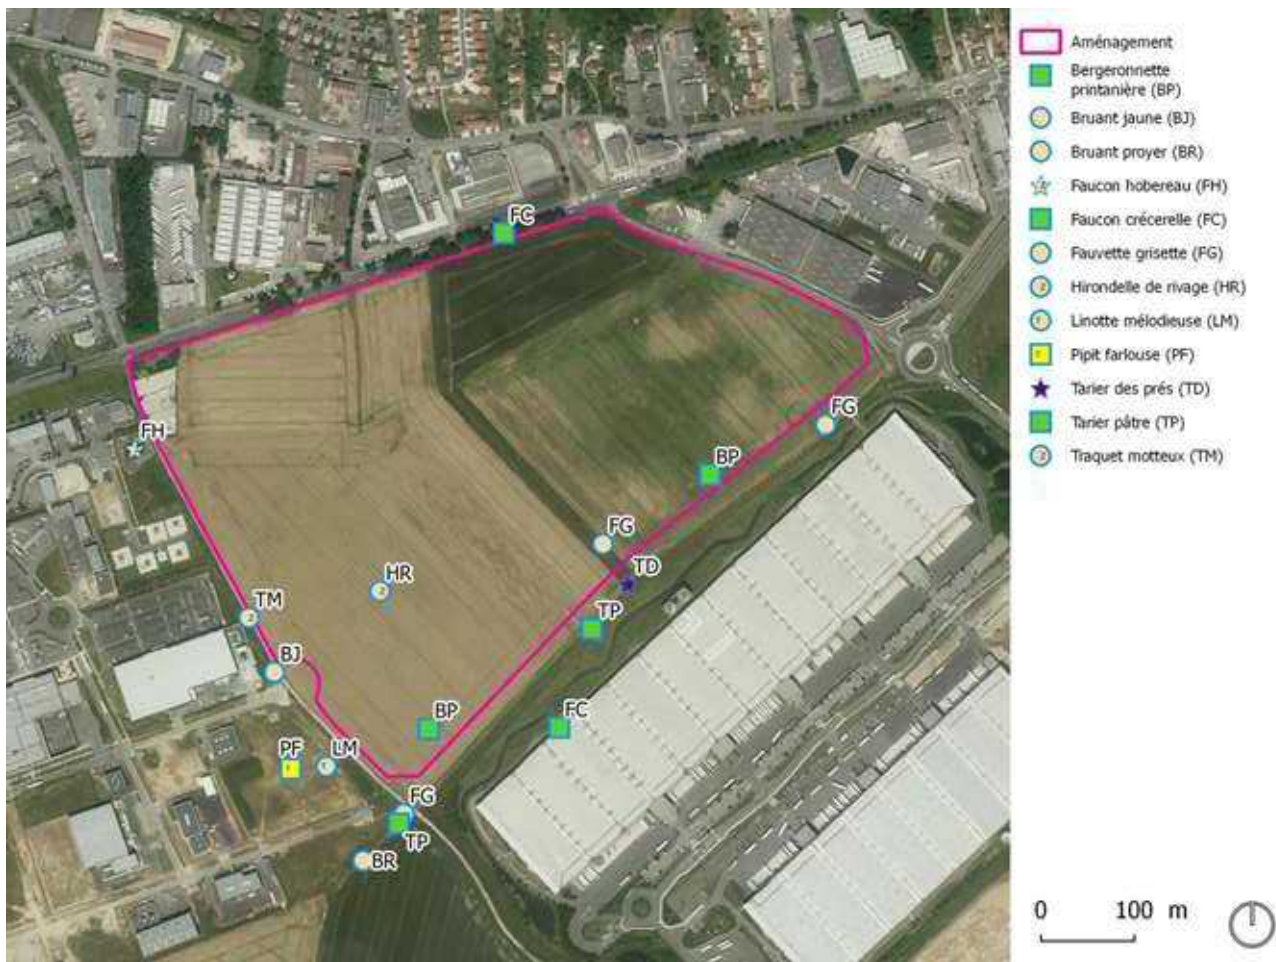 Aménagement
Bergeronnette
printanière (BP)
Bruant jaune (BJ)
Bruant proyer (BR)
Faucon hobereau (FH)
Faucon crécerelle (FC)
Fauvette grisette (FG)
Hirondelle de rivage (HR)
Linotte mélodieuse (LM)
Pipit farlouse (PF)
Tarier des prés (TD)
Tarier pâtre (TP)
Traquet motteux (TM)
FC
FH
FG
BP
FG
TD
HR
TM
TP
BJ
BP
FC
PF
LM
FG
TP
BR
0 100 m